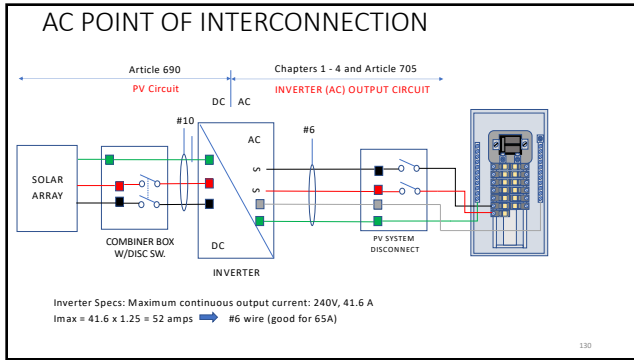 AC POINT OF INTERCONNECTION
Article 690
Chapters 1 - 4 and Article 705
PV Circuit
INVERTER (AC) OUTPUT CIRCUIT
DC
AC
#10
#6
AC
SOLAR
ARRAY
DC
COMBINER BOX
W/DISC SW.
PV SYSTEM
DISCONNECT
INVERTER
Inverter Specs: Maximum continuous output current: 240V, 41.6 A
Imax = 41.6 x 1.25 = 52 amps #6 wire (good for 65A)
130